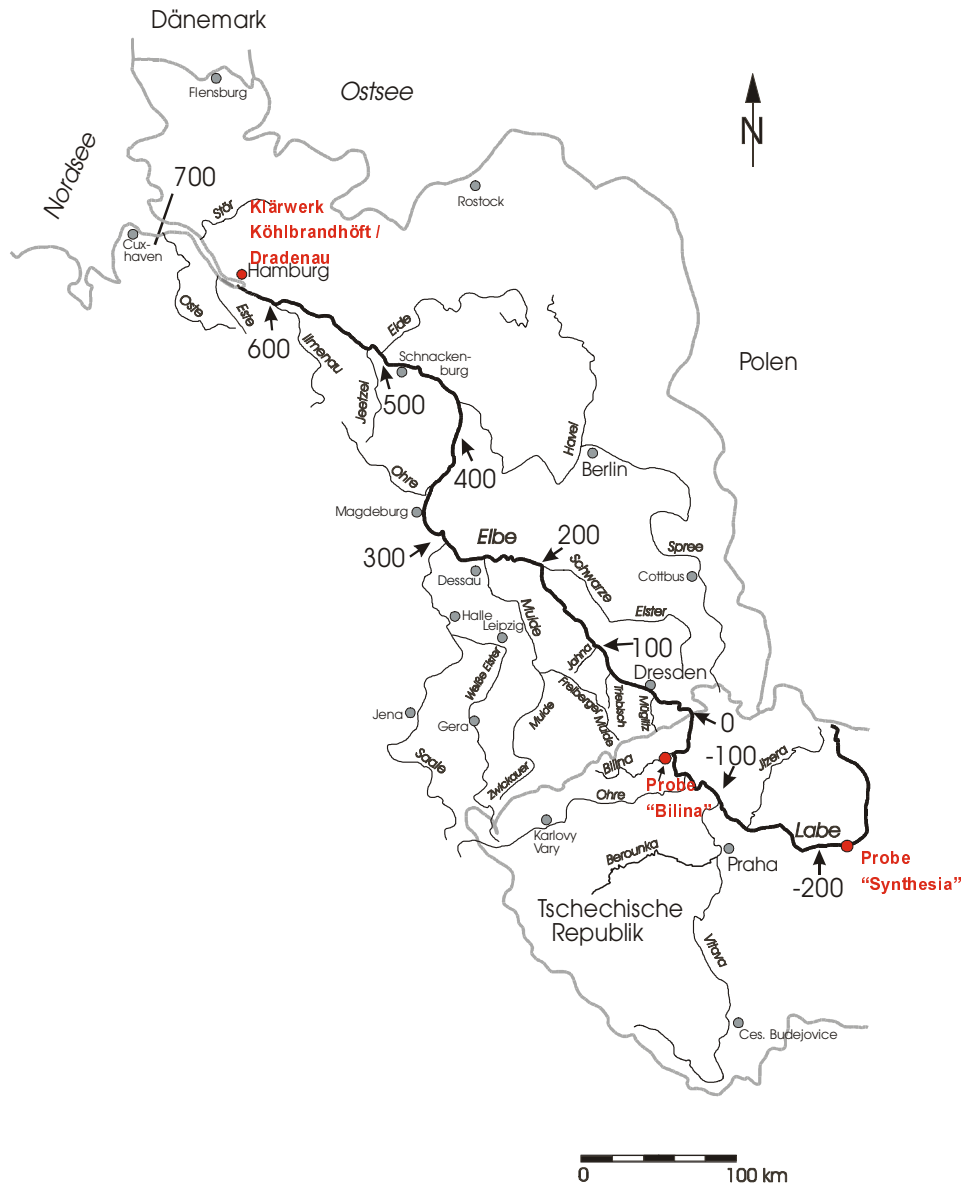 Dänemark
Flensburg
Ostsee
Nordsee
N
700
Stör
Klärwerk
Köhlbrandhöft /
Dradenau
Rostock
Cux-
haven
Hamburg
Oste
Este
600
Ilmenau
Elde
Schnacken-
burg
Polen
Jeetzel
500
Havel
Berlin
400
Ohre
Magdeburg
Elbe
200
300
Spree
Dessau
Schwarze
Cottbus
Elster
Halle
Leipzig
Mulde
100
Jahna
Dresden
Weiße Elster
Freiberger Mulde
Triebisch
Müglitz
Jena
Gera
Mulde
0
-100
Jizera
Saale
Zwickauer
Bilina
Probe
“Bilina”
Ohre
Labe
Karlovy
Vary
Berounka
Praha
Probe
“Synthesia”
-200
Tschechische
Republik
Vltava
Ces. Budejovice
0
100 km